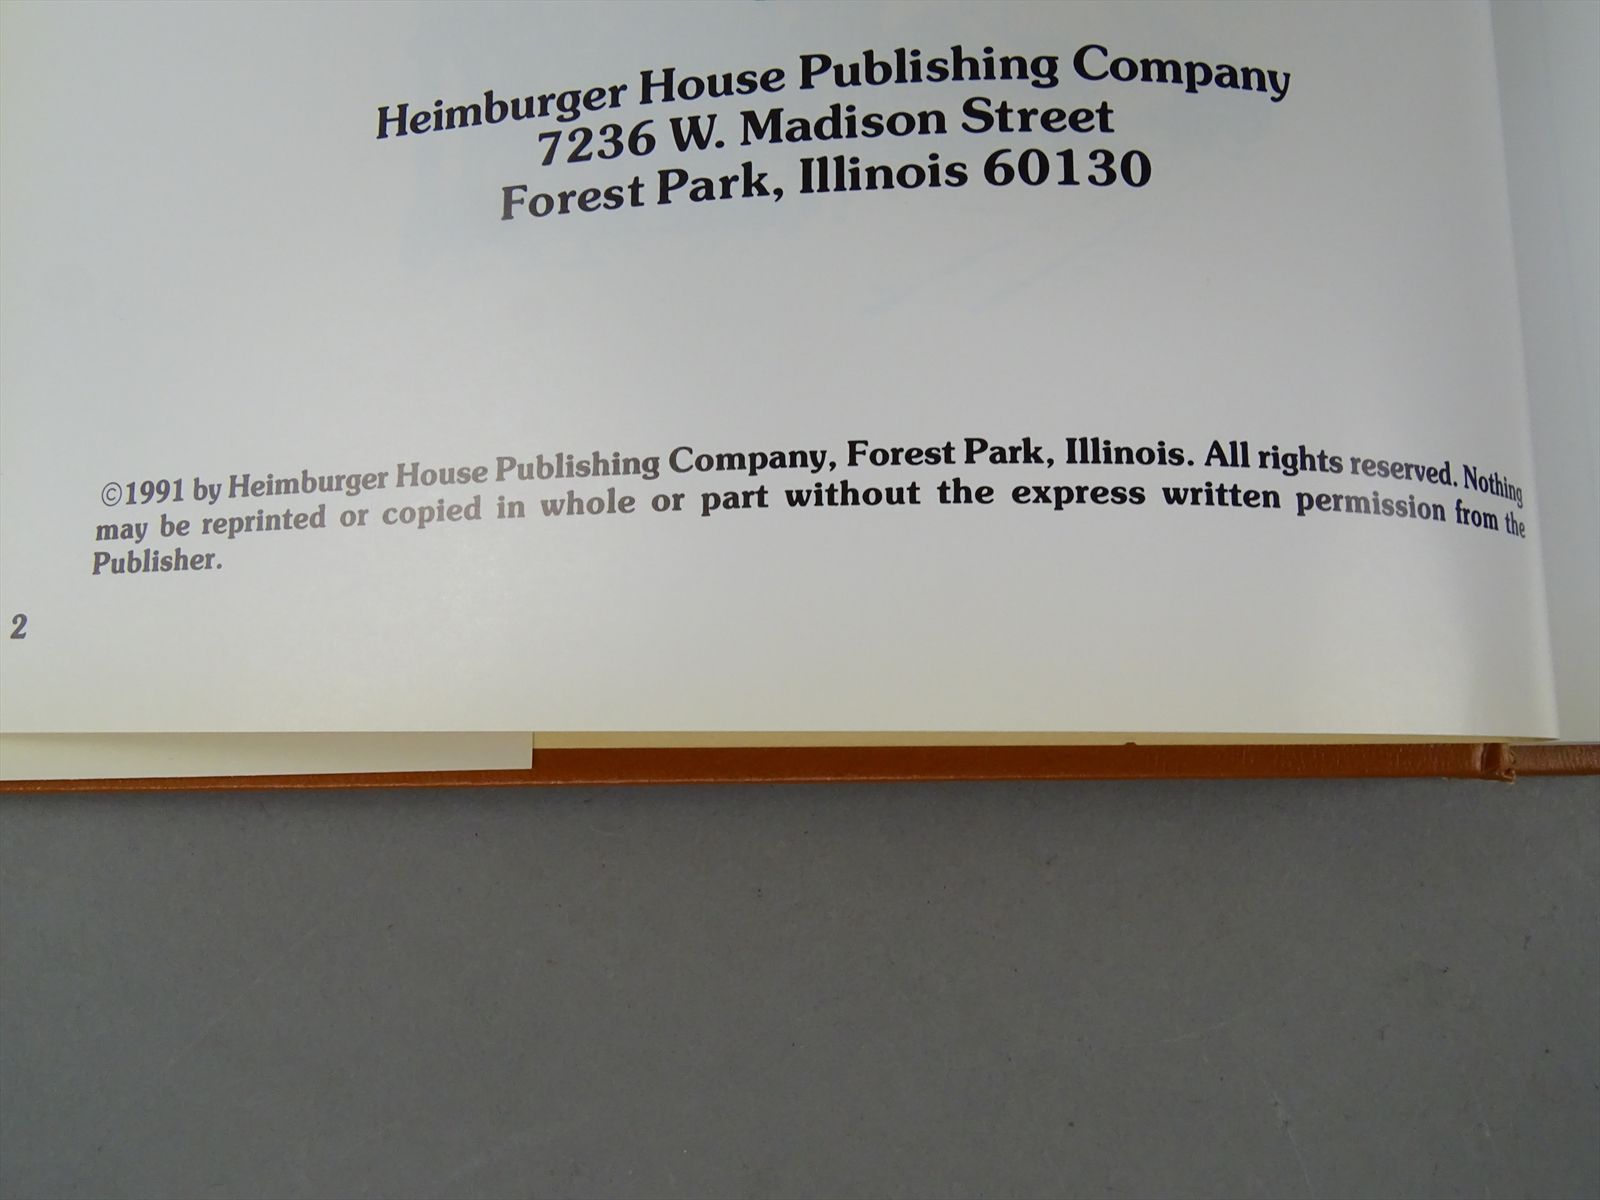 Heimburger House Publishing Company
7236 W. Madison Street
Forest Park, Illinois 60130
©1991 by Heimburger House Publishing Company, Forest Park, Illinois. All rights reserved. Nothing
may be reprinted or copied in whole or part without the express written permission from the
Publisher.
2